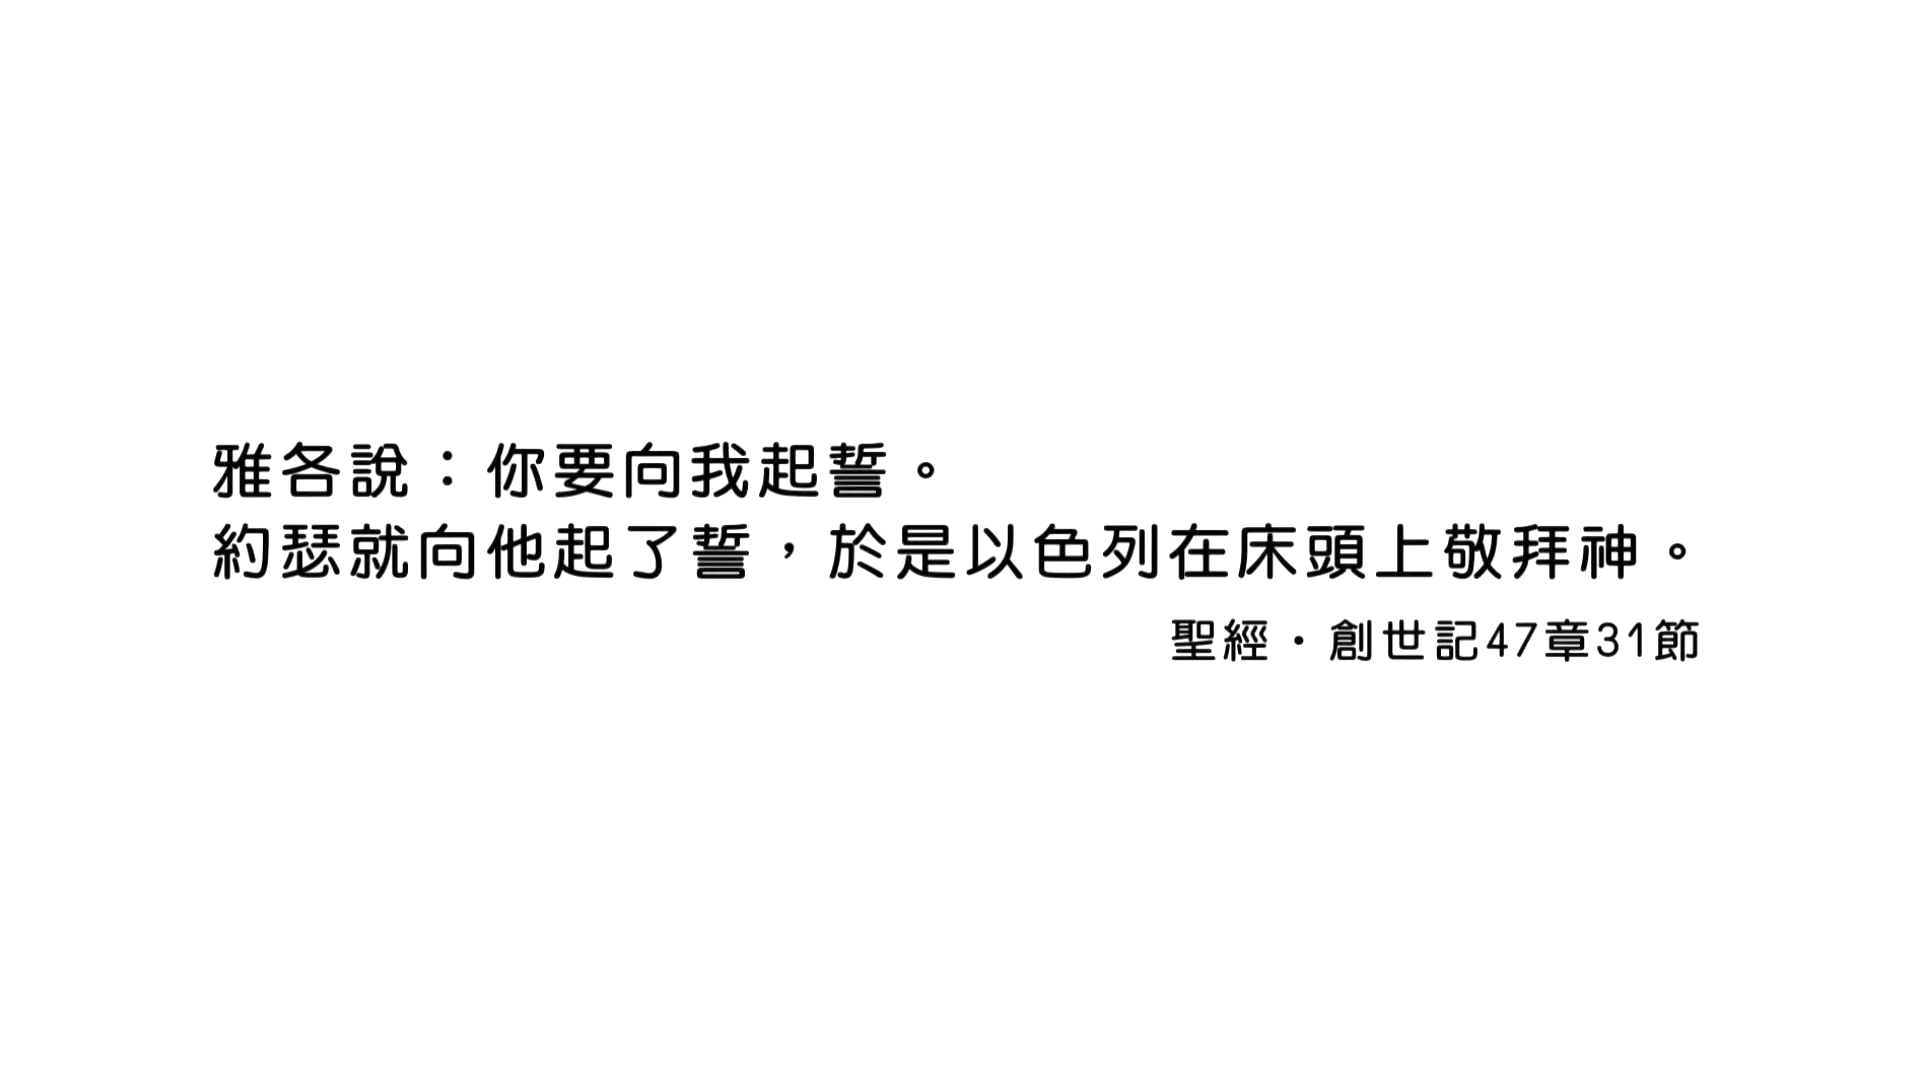 雅各說：你要向我起誓。
約瑟就向他起了誓，於是以色列在床頭上敬拜神。
聖經・創世記47章31節